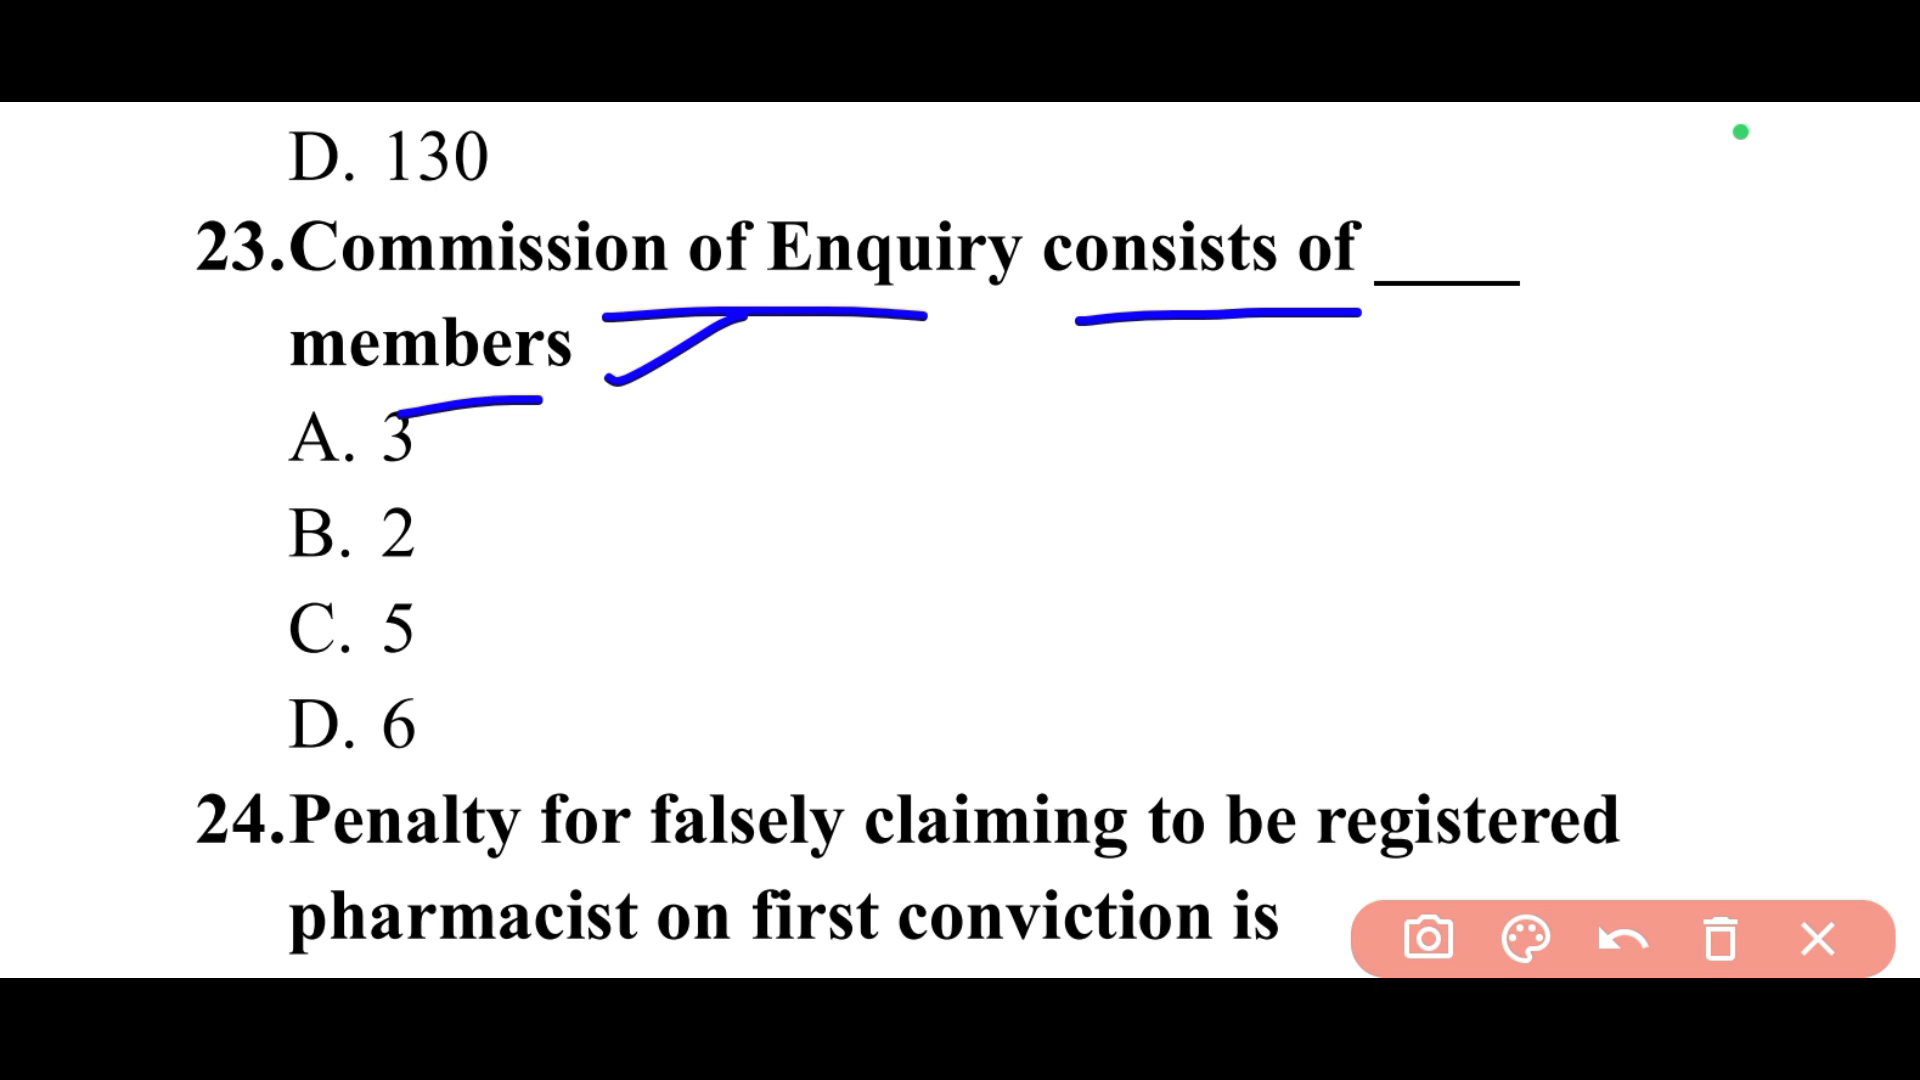 D. 130
23.Commission of Enquiry consists of ____
members
A. 3
B. 2
C. 5
D. 6
24.Penalty for falsely claiming to be registered
pharmacist on first conviction is